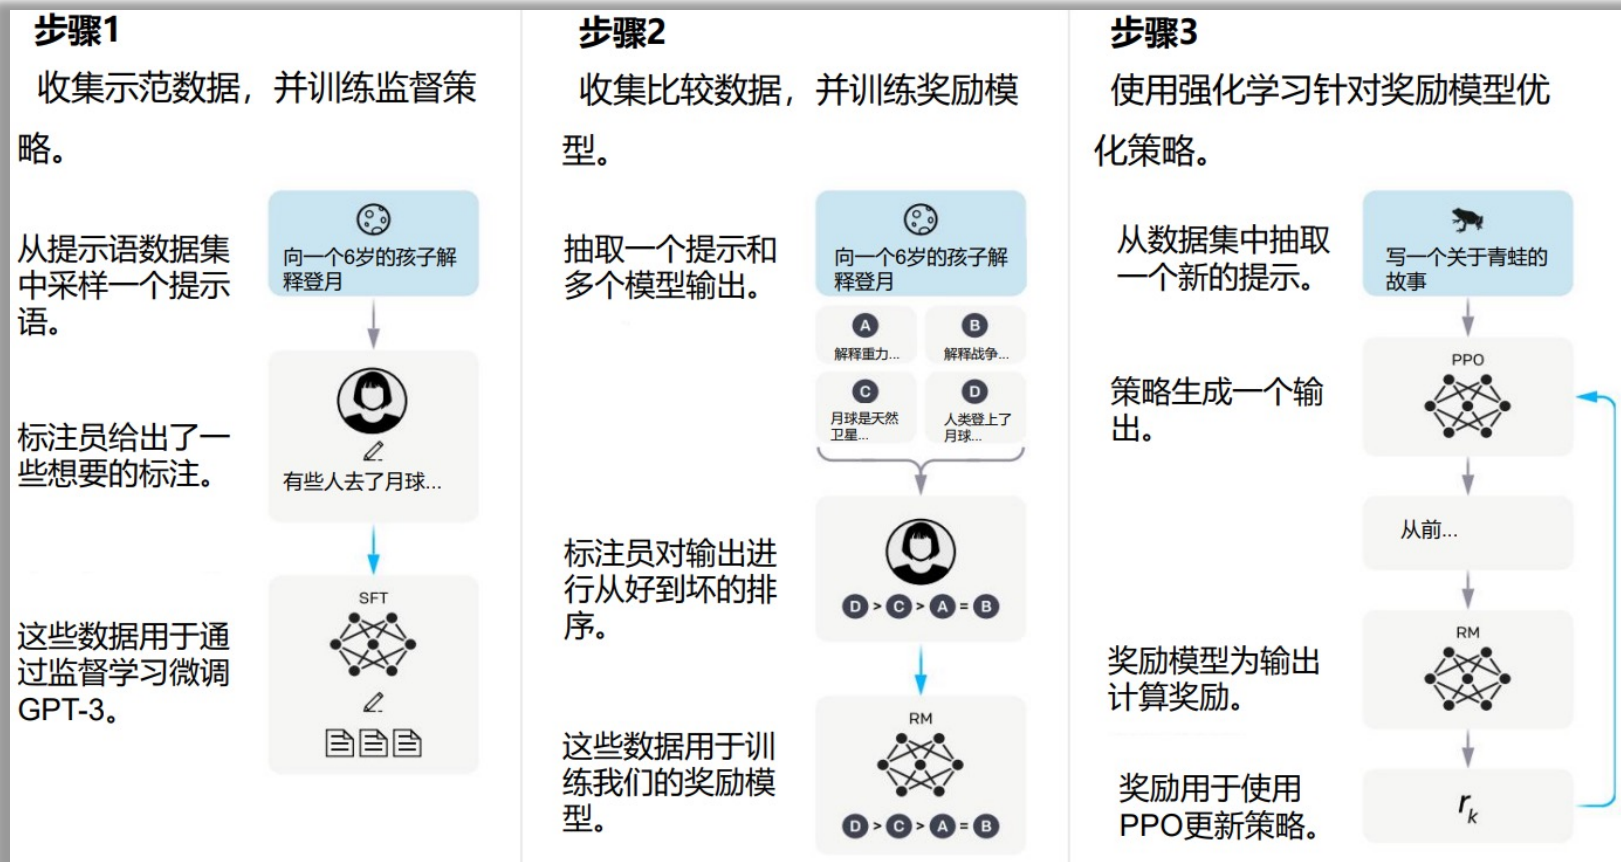 步骤1
收集示范数据，并训练监督策
略。
从提示语数据集
中采样一个提示
语。
向一个6岁的孩子解
释登月
标注员给出了一
些想要的标注。
有些人去了月球...
这些数据用于通
过监督学习微调
GPT-3。
SFT
步骤2
收集比较数据，并训练奖励模
型。
抽取一个提示和
多个模型输出。
向一个6岁的孩子解
释登月
A
解释重力...
B
解释战争...
C
月球是天然
卫星...
D
人类登上了
月球...
标注员对输出进
行从好到坏的排
序。
D > C > A = B
这些数据用于训
练我们的奖励模
型。
RM
D > C > A = B
步骤3
使用强化学习针对奖励模型优
化策略。
从数据集中抽取
一个新的提示。
写一个关于青蛙的
故事
策略生成一个输
出。
PPO
从前...
奖励模型为输出
计算奖励。
RM
奖励用于使用
PPO更新策略。
rk